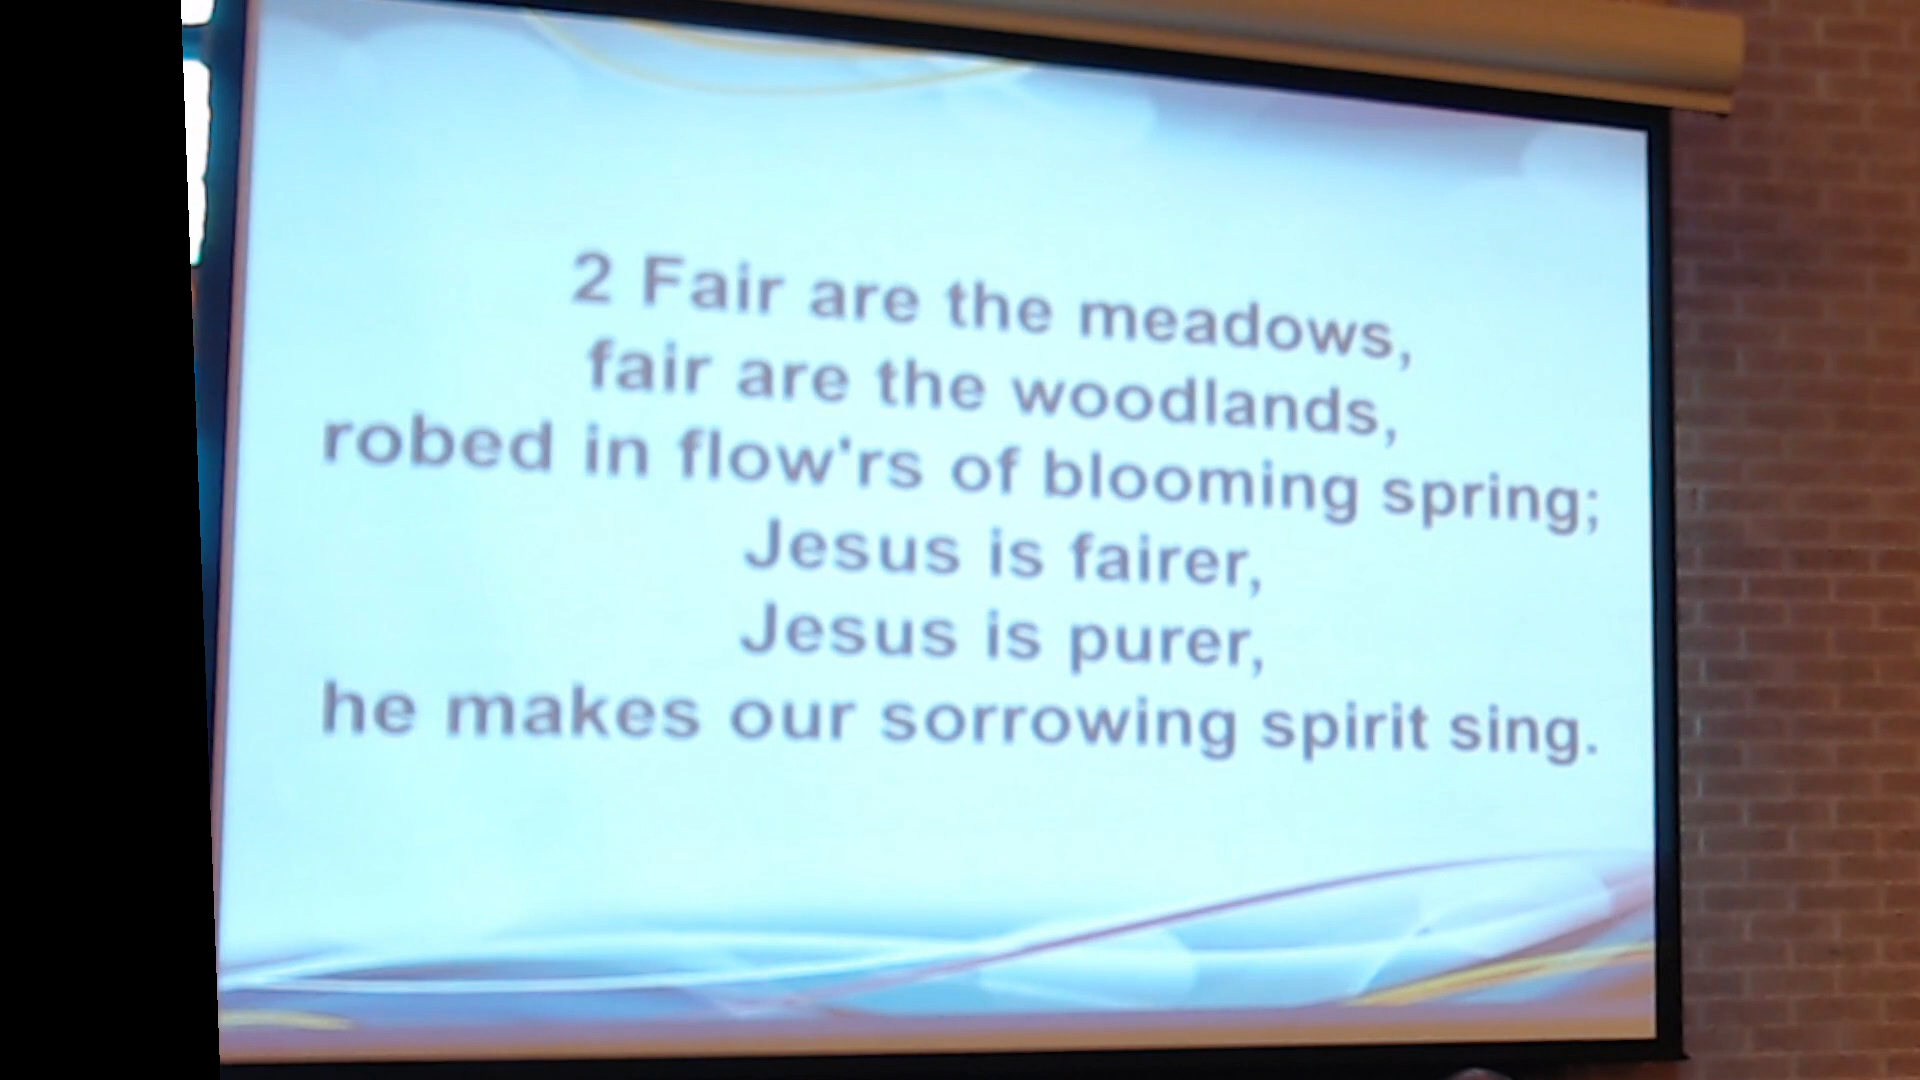 2 Fair are the meadows,
fair are the woodlands,
robed in flow'rs of blooming spring;
Jesus is fairer,
Jesus is purer,
he makes our sorrowing spirit sing.